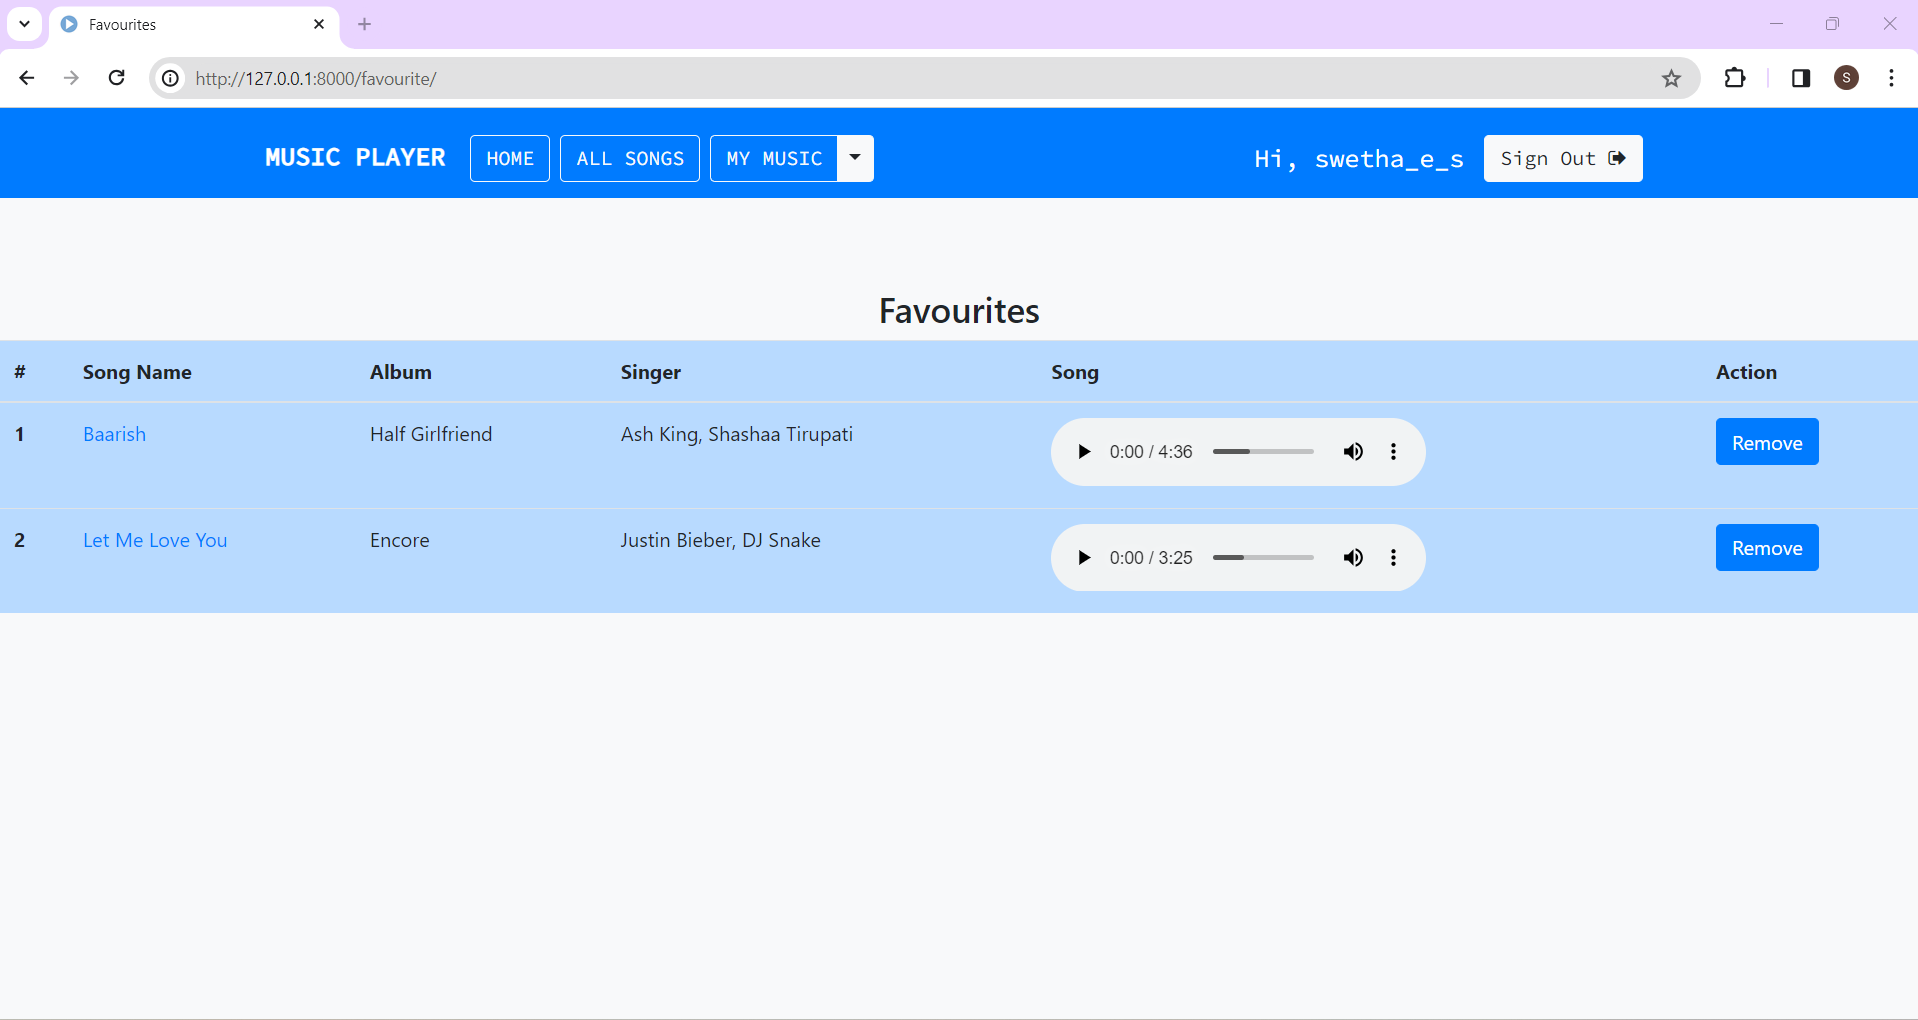 Favourites
http://127.0.0.1:8000/favourite/
S
MUSIC PLAYER HOME ALL SONGS MY MUSIC Hi, swetha_e_s Sign Out
Favourites
# Song Name Album Singer Song Action
1 Baarish Half Girlfriend Ash King, Shashaa Tirupati 0:00 / 4:36 Remove
2 Let Me Love You Encore Justin Bieber, DJ Snake 0:00 / 3:25 Remove